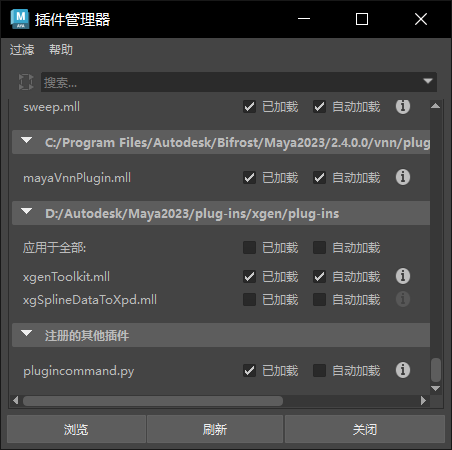 插件管理器
过滤 帮助
搜索...
sweep.mll 已加载 自动加载
C:/Program Files/Autodesk/Bifrost/Maya2023/2.4.0.0/vnn/plug
mayaVnnPlugin.mll 已加载 自动加载
D:/Autodesk/Maya2023/plug-ins/xgen/plug-ins
应用于全部: 已加载 自动加载
xgenToolkit.mll 已加载 自动加载
xgSplineDataToXpd.mll 已加载 自动加载
注册的其他插件
plugincommand.py 已加载 自动加载
浏览 刷新 关闭